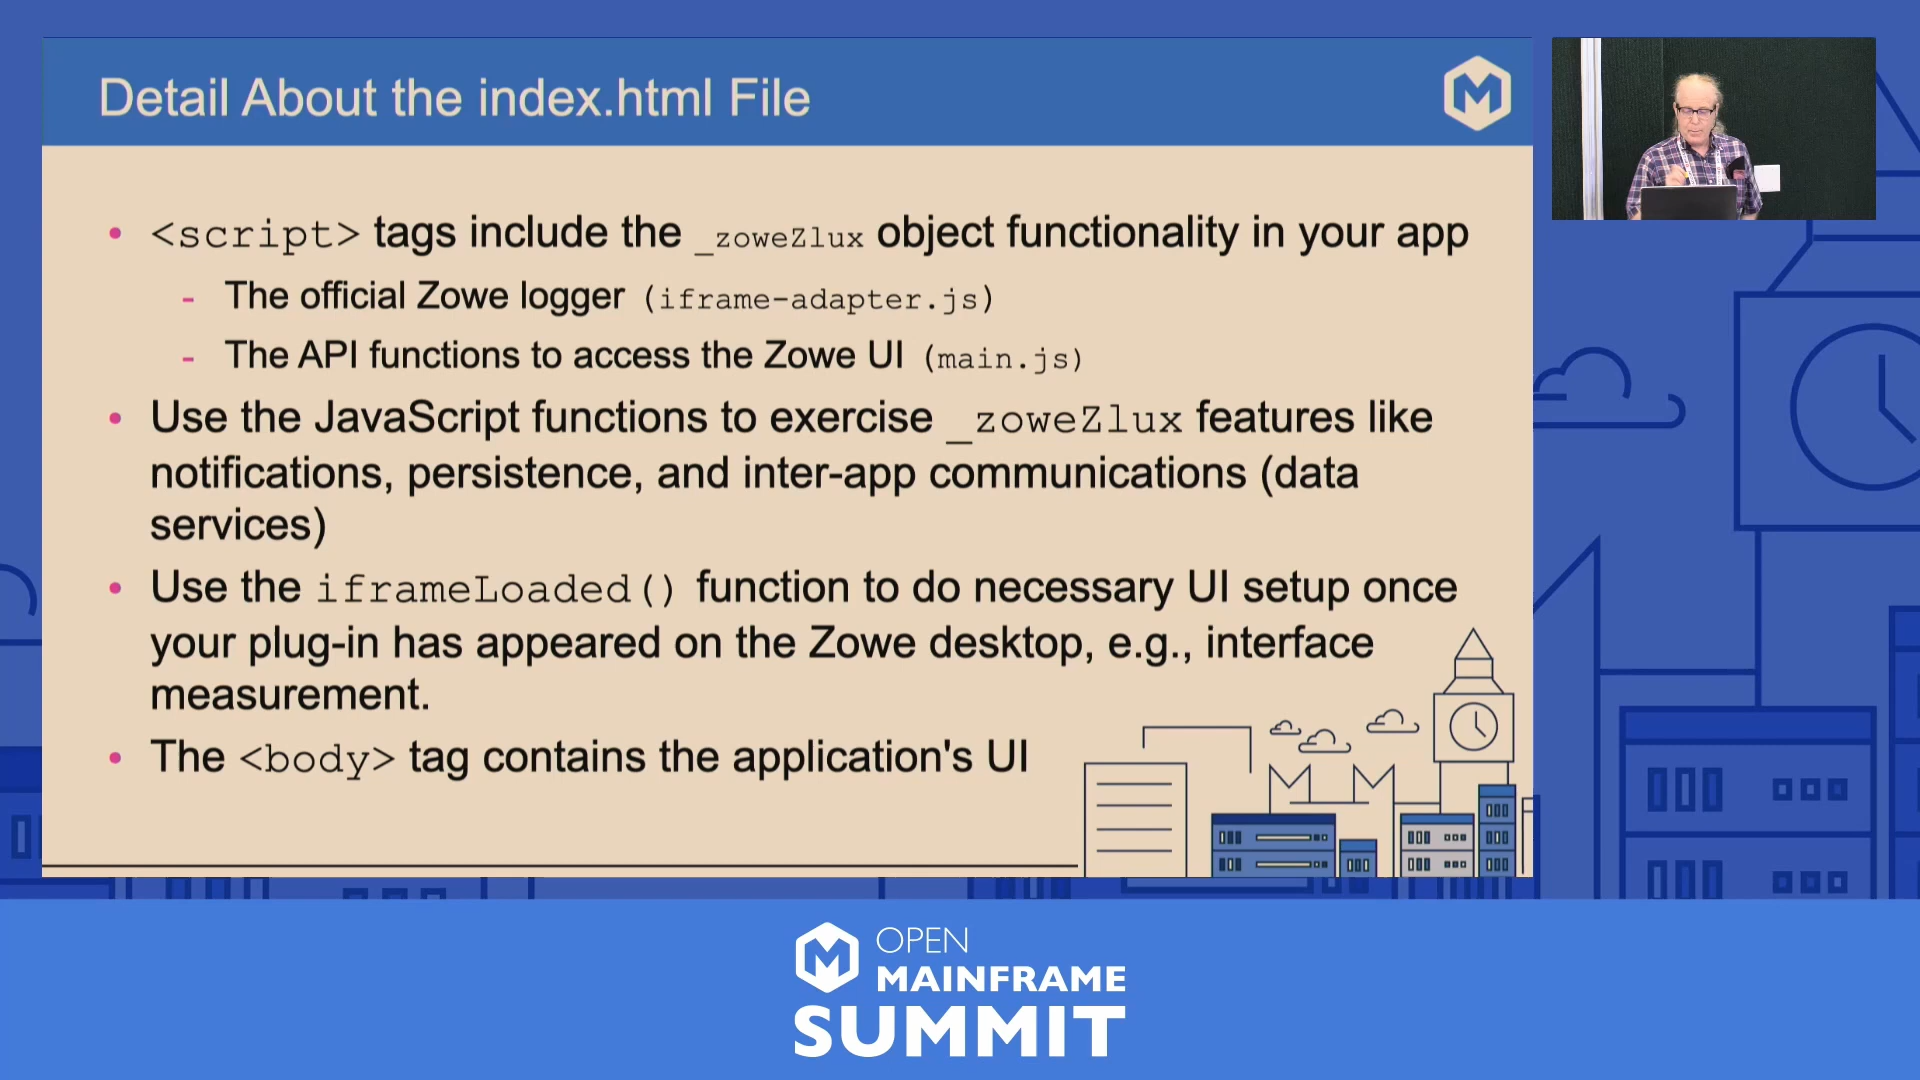 Detail About the index.html File
• <script> tags include the _zoweZlux object functionality in your app
- The official Zowe logger (iframe-adapter.js)
- The API functions to access the Zowe UI (main.js)
• Use the JavaScript functions to exercise _zoweZlux features like
notifications, persistence, and inter-app communications (data
services)
• Use the iframeLoaded() function to do necessary UI setup once
your plug-in has appeared on the Zowe desktop, e.g., interface
measurement.
• The <body> tag contains the application's UI
OPEN
MAINFRAME
SUMMIT